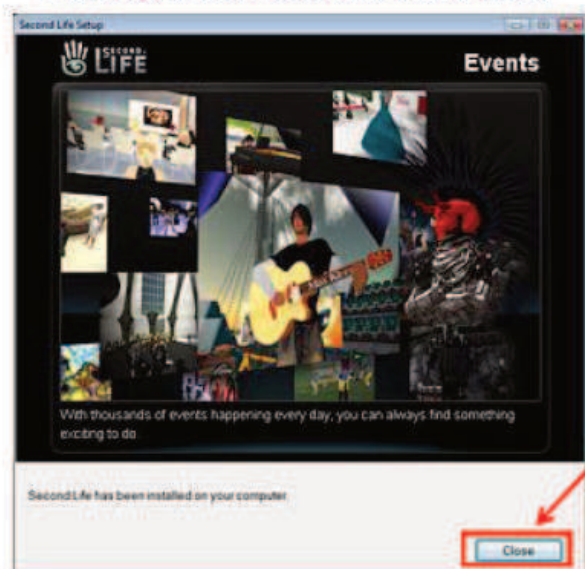 Second Life Setup
SECOND LIFE
Events
With thousands of events happening every day, you can always find something
exciting to do
Second Life has been installed on your computer
Close